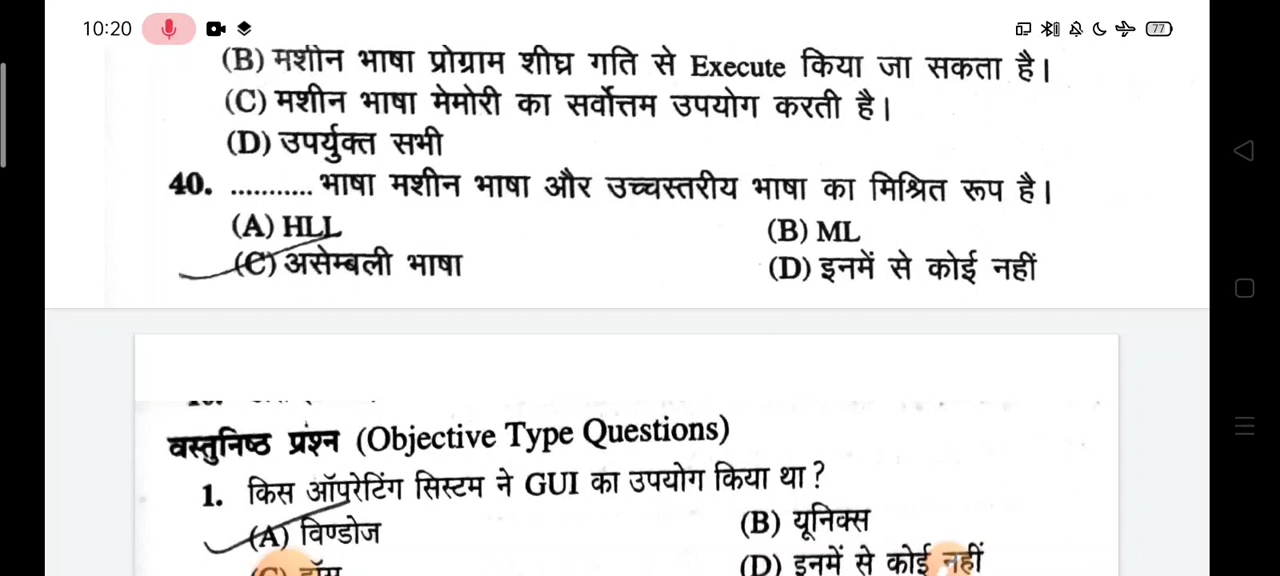 10:20 77
(B) मशीन भाषा प्रोग्राम शीघ्र गति से Execute किया जा सकता है।
(C) मशीन भाषा मेमोरी का सर्वोत्तम उपयोग करती है।
(D) उपर्युक्त सभी
40. ............ भाषा मशीन भाषा और उच्चस्तरीय भाषा का मिश्रित रूप है।
(A) HLL (B) ML
(C) असेम्बली भाषा (D) इनमें से कोई नहीं
वस्तुनिष्ठ प्रश्न (Objective Type Questions)
1. किस ऑपरेटिंग सिस्टम ने GUI का उपयोग किया था?
(A) विण्डोज (B) यूनिक्स
(C) डॉस (D) इनमें से कोई नहीं